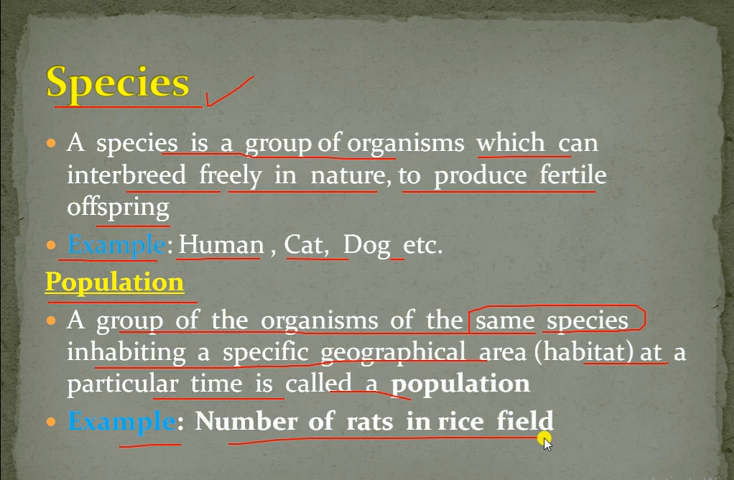 Species
• A species is a group of organisms which can
interbreed freely in nature, to produce fertile
offspring
• Example: Human , Cat, Dog etc.
Population
• A group of the organisms of the same species
inhabiting a specific geographical area (habitat) at a
particular time is called a population
• Example: Number of rats in rice field